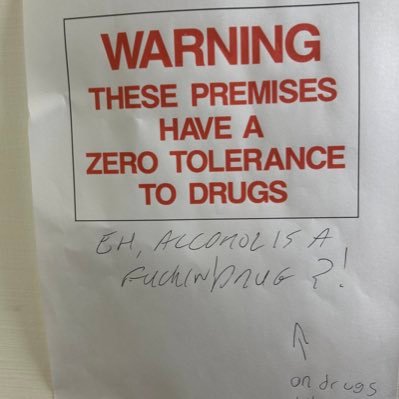 WARNING
THESE PREMISES
HAVE A
ZERO TOLERANCE
TO DRUGS
EH, ALCOHOL IS A
FUCKIN DRUG ?!
on drugs